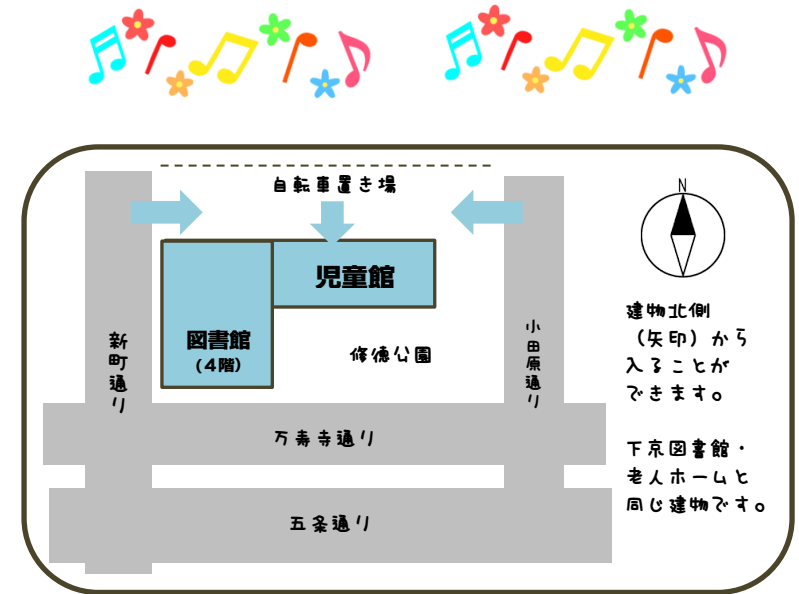 自転車置き場
N
児童館
図書館
(4階)
修徳公園
新町通り
小田原通り
万寿寺通り
五条通り
建物北側
(矢印)から
入ることが
できます。
下京図書館・
老人ホームと
同じ建物です。